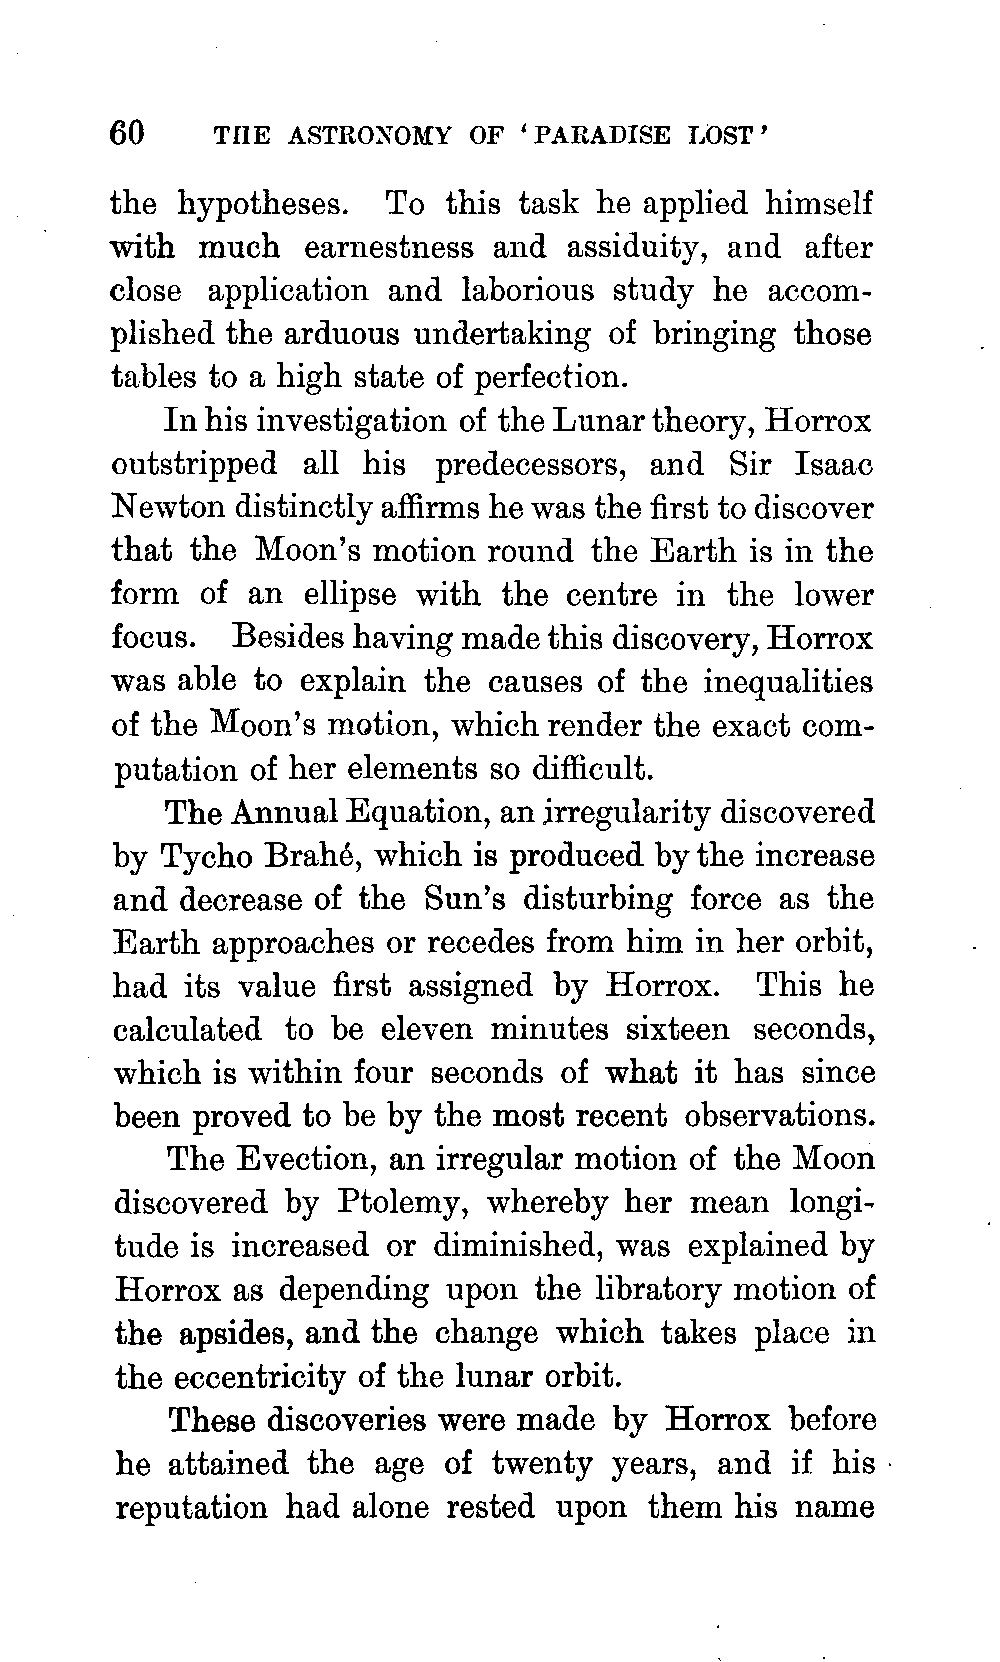 60 THE ASTRONOMY OF ‘PARADISE LOST’
the hypotheses. To this task he applied himself
with much earnestness and assiduity, and after
close application and laborious study he accom-
plished the arduous undertaking of bringing those
tables to a high state of perfection.
In his investigation of the Lunar theory, Horrox
outstripped all his predecessors, and Sir Isaac
Newton distinctly affirms he was the first to discover
that the Moon’s motion round the Earth is in the
form of an ellipse with the centre in the lower
focus. Besides having made this discovery, Horrox
was able to explain the causes of the inequalities
of the Moon’s motion, which render the exact com-
putation of her elements so difficult.
The Annual Equation, an irregularity discovered
by Tycho Brahé, which is produced by the increase
and decrease of the Sun’s disturbing force as the
Earth approaches or recedes from him in her orbit,
had its value first assigned by Horrox. This he
calculated to be eleven minutes sixteen seconds,
which is within four seconds of what it has since
been proved to be by the most recent observations.
The Evection, an irregular motion of the Moon
discovered by Ptolemy, whereby her mean longi-
tude is increased or diminished, was explained by
Horrox as depending upon the libratory motion of
the apsides, and the change which takes place in
the eccentricity of the lunar orbit.
These discoveries were made by Horrox before
he attained the age of twenty years, and if his
reputation had alone rested upon them his name